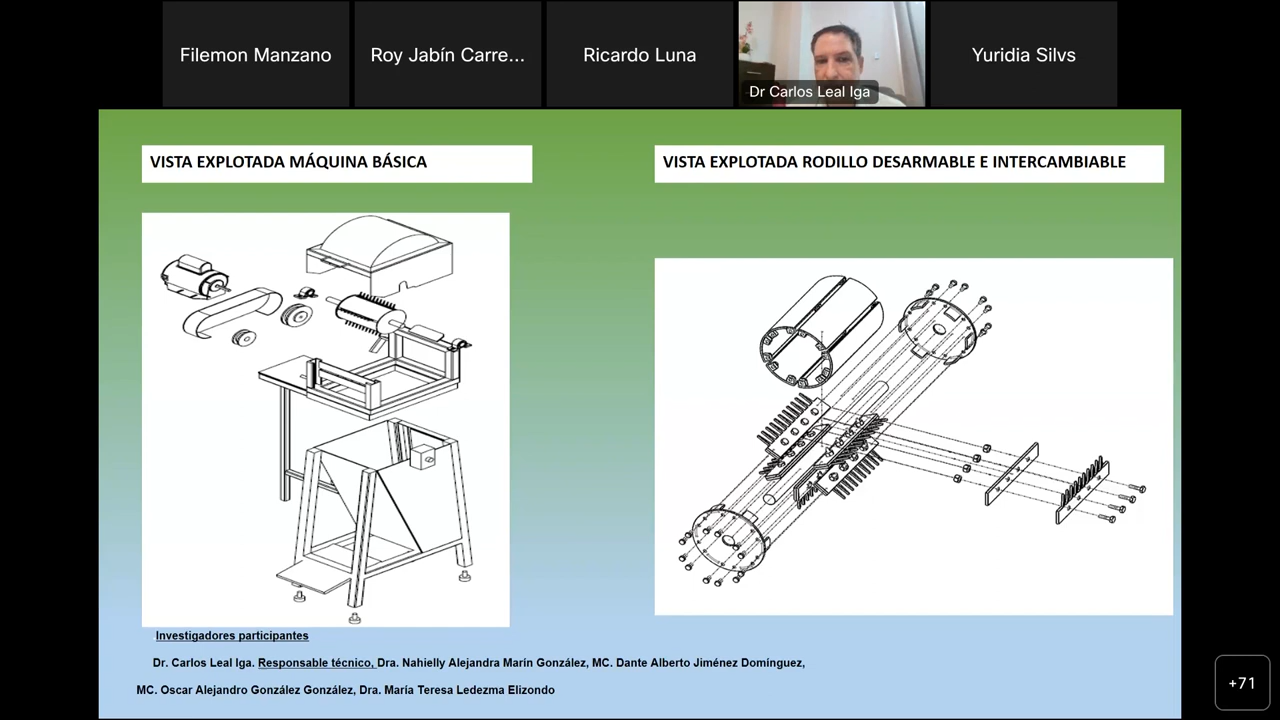 Filemon Manzano
Roy Jabín Carre...
Ricardo Luna
Dr Carlos Leal Iga
Yuridia Silvs
VISTA EXPLOTADA MÁQUINA BÁSICA
VISTA EXPLOTADA RODILLO DESARMABLE E INTERCAMBIABLE
Investigadores participantes
Dr. Carlos Leal Iga. Responsable técnico, Dra. Nahielly Alejandra Marín González, MC. Dante Alberto Jiménez Domínguez,
MC. Oscar Alejandro González González, Dra. María Teresa Ledezma Elizondo
+71